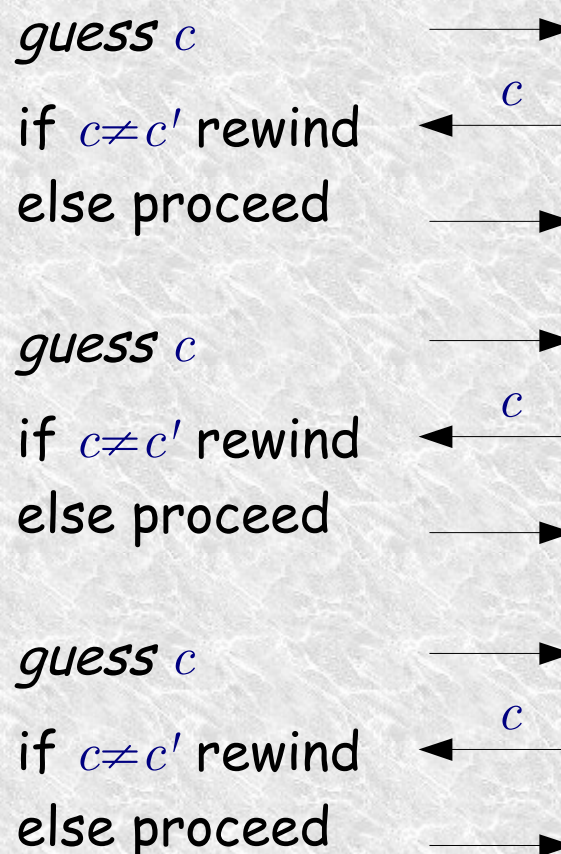 guess c
c
if c≠c′ rewind
else proceed
guess c
c
if c≠c′ rewind
else proceed
guess c
c
if c≠c′ rewind
else proceed